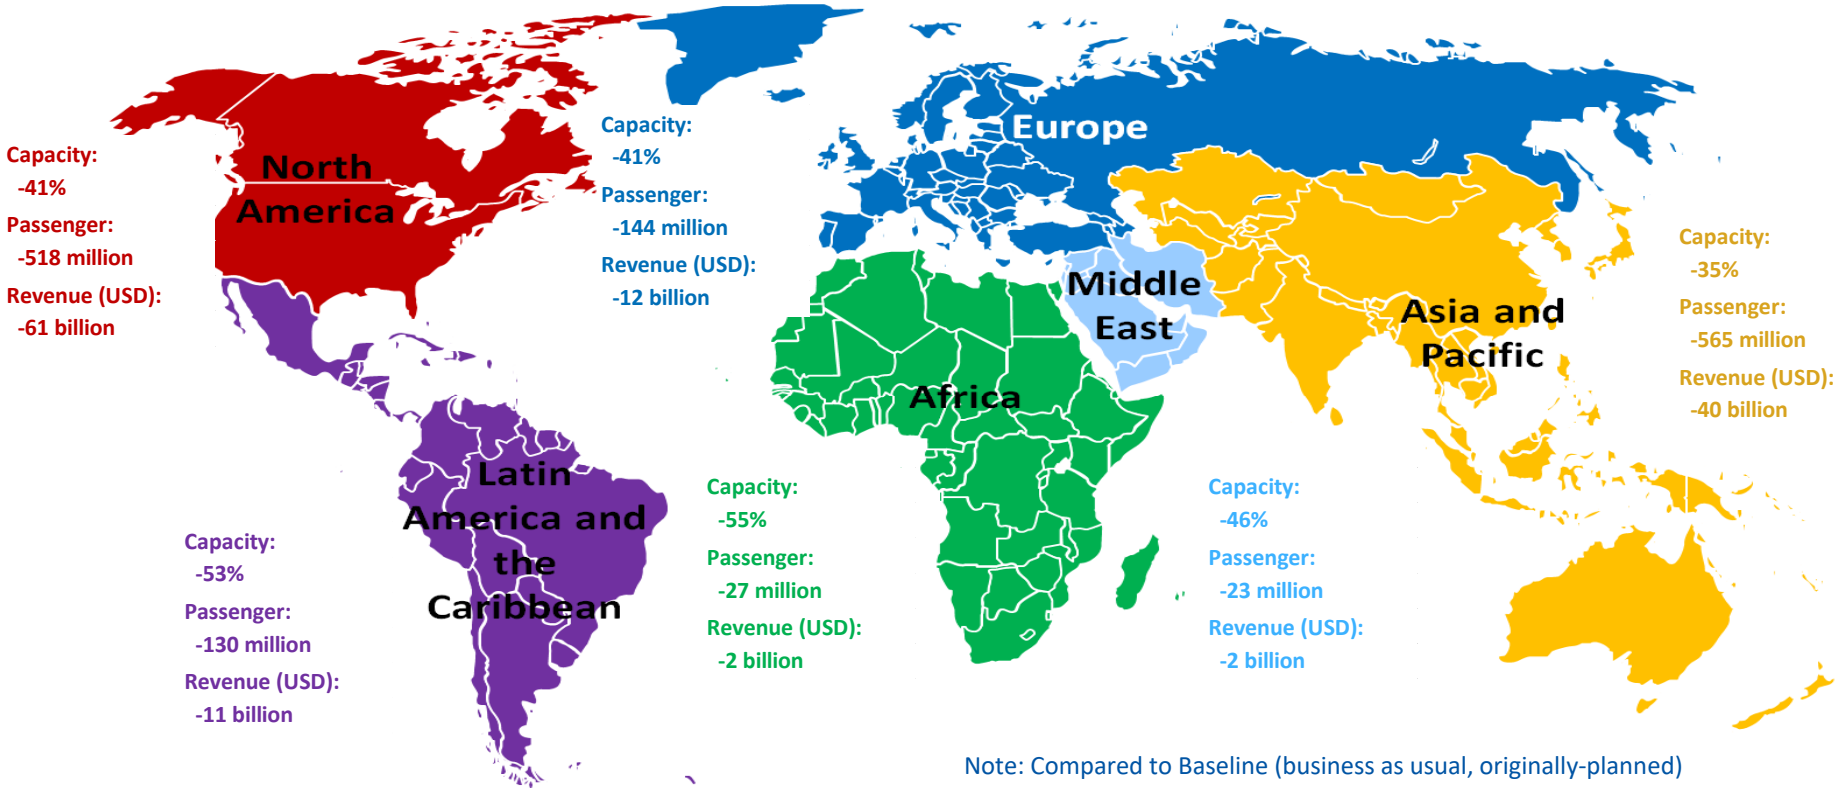 North
America
Capacity:
-41%
Passenger:
-518 million
Revenue (USD):
-61 billion
Capacity:
-41%
Passenger:
-144 million
Revenue (USD):
-12 billion
Europe
Middle
East
Asia and
Pacific
Capacity:
-35%
Passenger:
-565 million
Revenue (USD):
-40 billion
Africa
Latin
America and
the
Caribbean
Capacity:
-53%
Passenger:
-130 million
Revenue (USD):
-11 billion
Capacity:
-55%
Passenger:
-27 million
Revenue (USD):
-2 billion
Capacity:
-46%
Passenger:
-23 million
Revenue (USD):
-2 billion
Note: Compared to Baseline (business as usual, originally-planned)